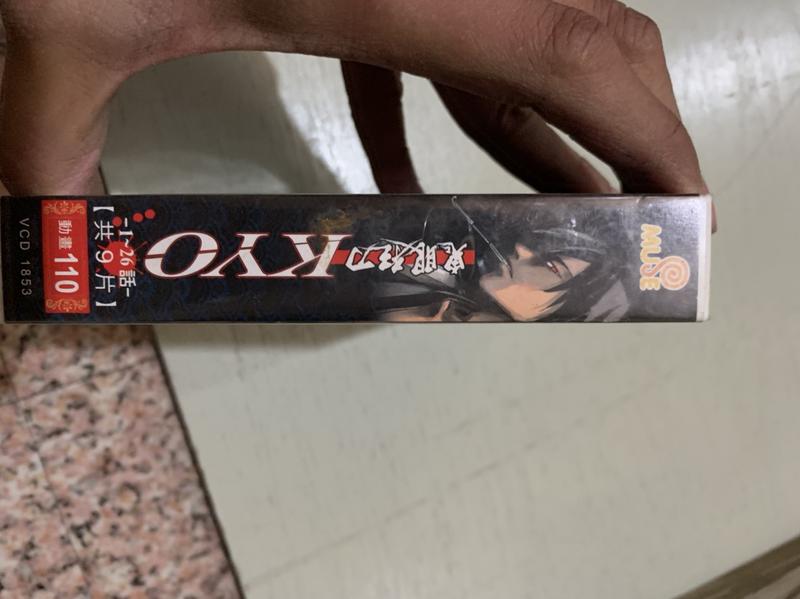 MUSE
鬼眼狂刀
KYO
-1~26話-
【共9片】
動畫
110
VCD 1853